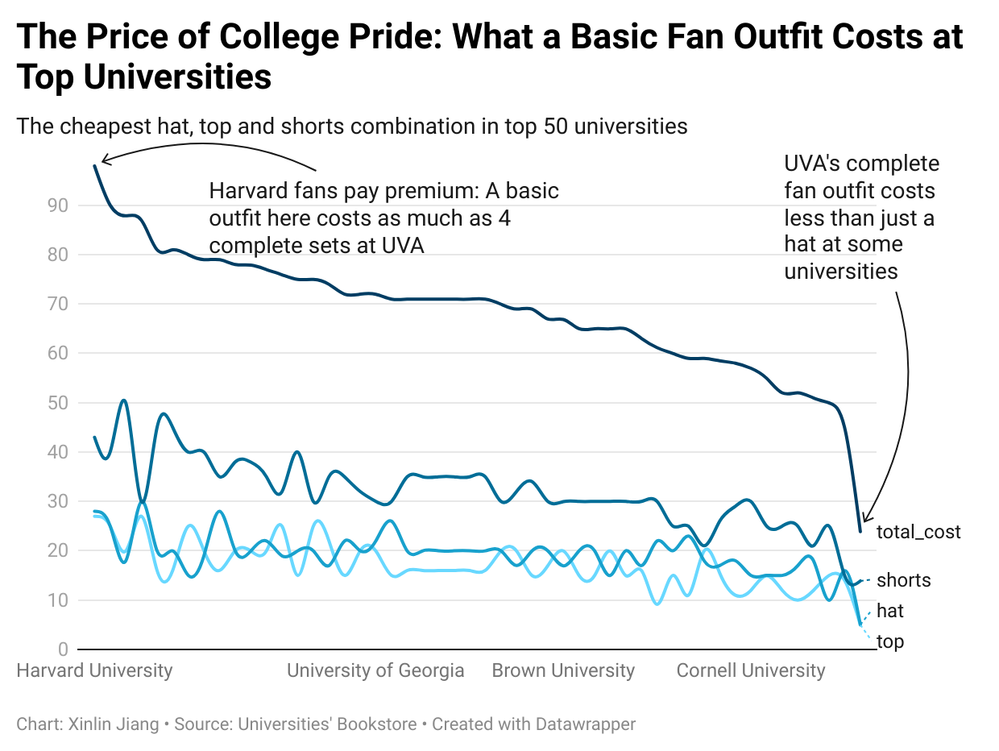 The Price of College Pride: What a Basic Fan Outfit Costs at
Top Universities
The cheapest hat, top and shorts combination in top 50 universities
Harvard fans pay premium: A basic
outfit here costs as much as 4
complete sets at UVA
UVA's complete
fan outfit costs
less than just a
hat at some
universities
90
80
70
60
50
40
30
20
10
0
total_cost
shorts
hat
top
Harvard University
University of Georgia
Brown University
Cornell University
Chart: Xinlin Jiang • Source: Universities' Bookstore • Created with Datawrapper